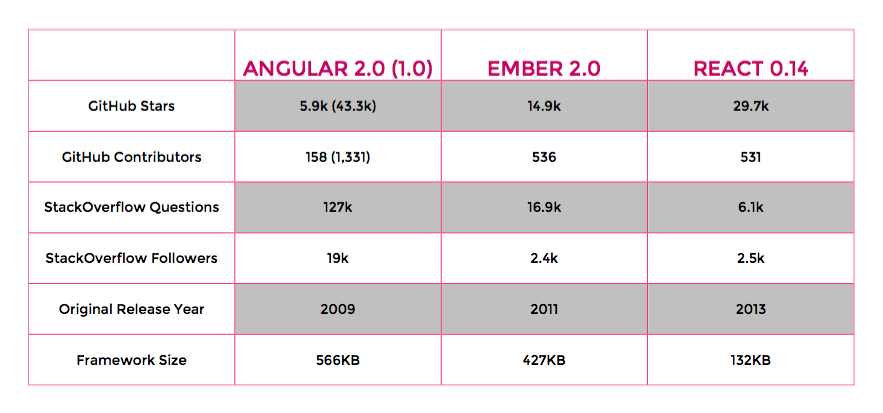 ANGULAR 2.0 (1.0) EMBER 2.0 REACT 0.14
GitHub Stars 5.9k (43.3k) 14.9k 29.7k
GitHub Contributors 158 (1,331) 536 531
StackOverflow Questions 127k 16.9k 6.1k
StackOverflow Followers 19k 2.4k 2.5k
Original Release Year 2009 2011 2013
Framework Size 566KB 427KB 132KB